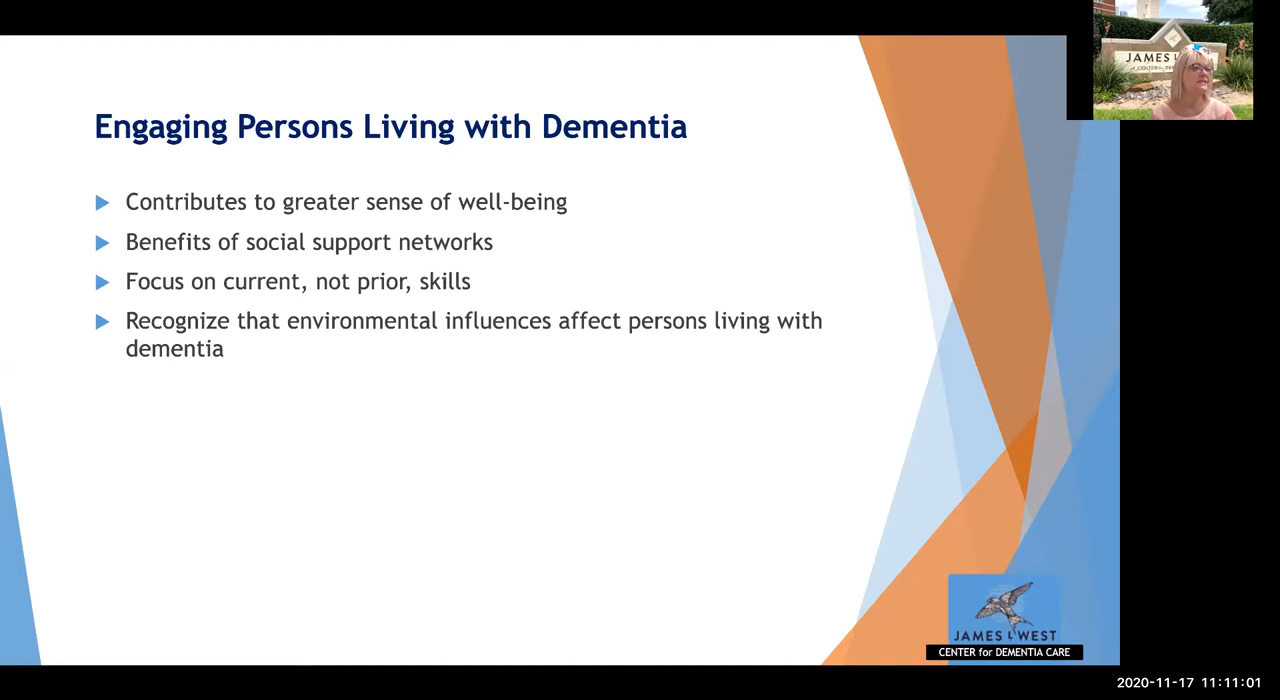 JAMES L
Engaging Persons Living with Dementia
Contributes to greater sense of well-being
Benefits of social support networks
Focus on current, not prior, skills
Recognize that environmental influences affect persons living with
dementia
JAMES L WEST
CENTER for DEMENTIA CARE
2020-11-17 11:11:01